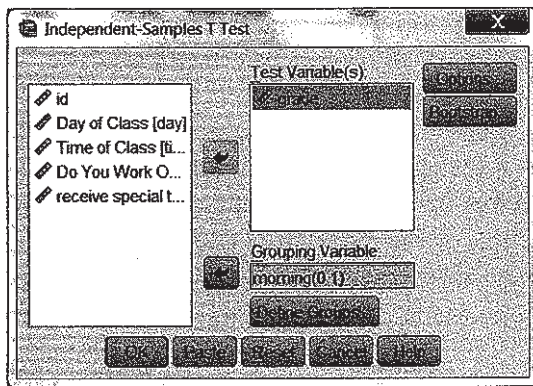 Independent-Samples T Test
X
Test Variable(s)
id
Day of Class [day]
Time of Class [ti...
Do You Work O...
receive special t...
grade
Options...
Bootstrap...
Grouping Variable
morning(0 1)
Define Groups...
OK
Paste
Reset
Cancel
Help